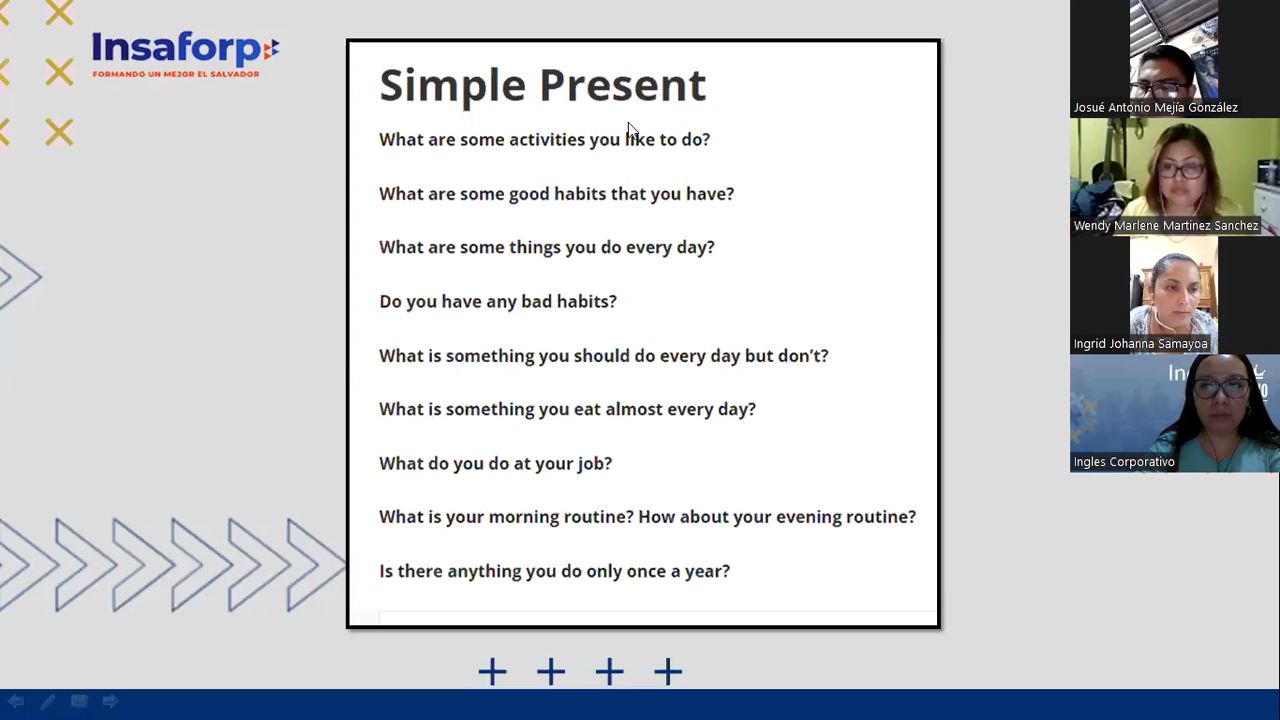 Insaforp
FORMANDO UN MEJOR EL SALVADOR
Simple Present
What are some activities you like to do?
What are some good habits that you have?
What are some things you do every day?
Do you have any bad habits?
What is something you should do every day but don't?
What is something you eat almost every day?
What do you do at your job?
What is your morning routine? How about your evening routine?
Is there anything you do only once a year?
Josué Antonio Mejía González
Wendy Marlene Martinez Sanchez
Ingrid Johanna Samayoa
Ingles Corporativo